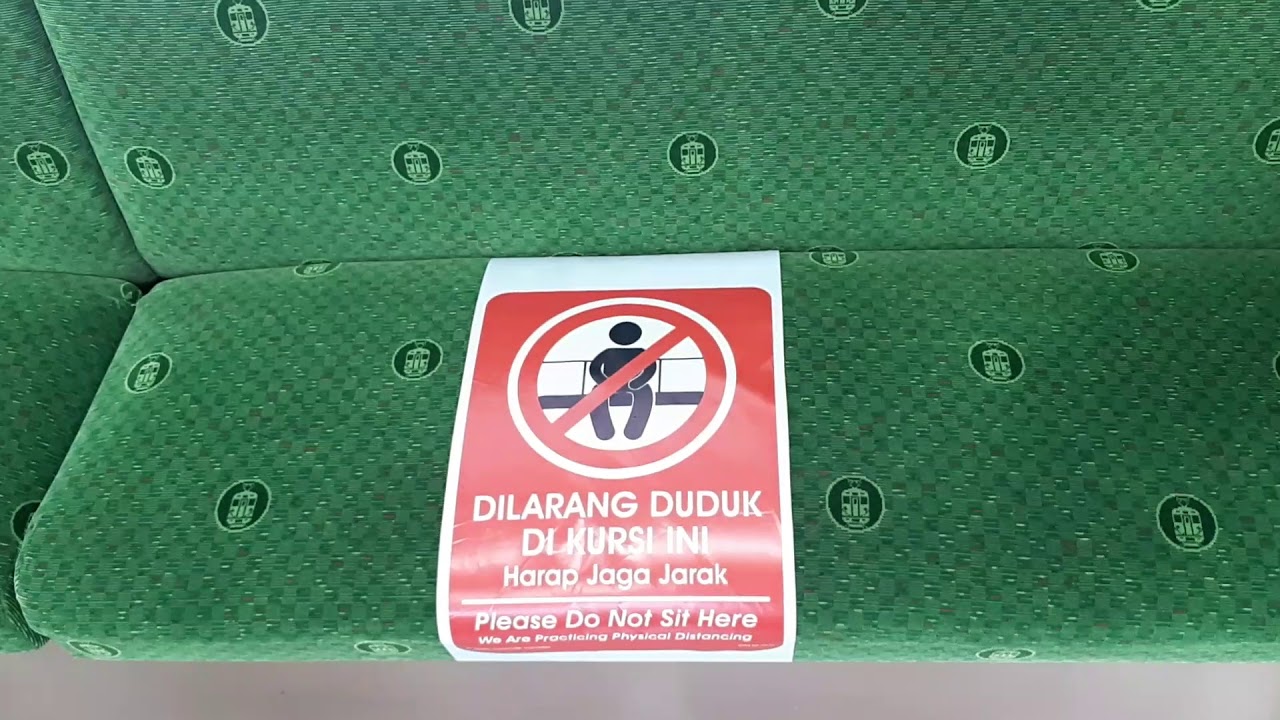 DILARANG DUDUK
DI KURSI INI
Harap Jaga Jarak
Please Do Not Sit Here
We Are Practicing Physical Distancing